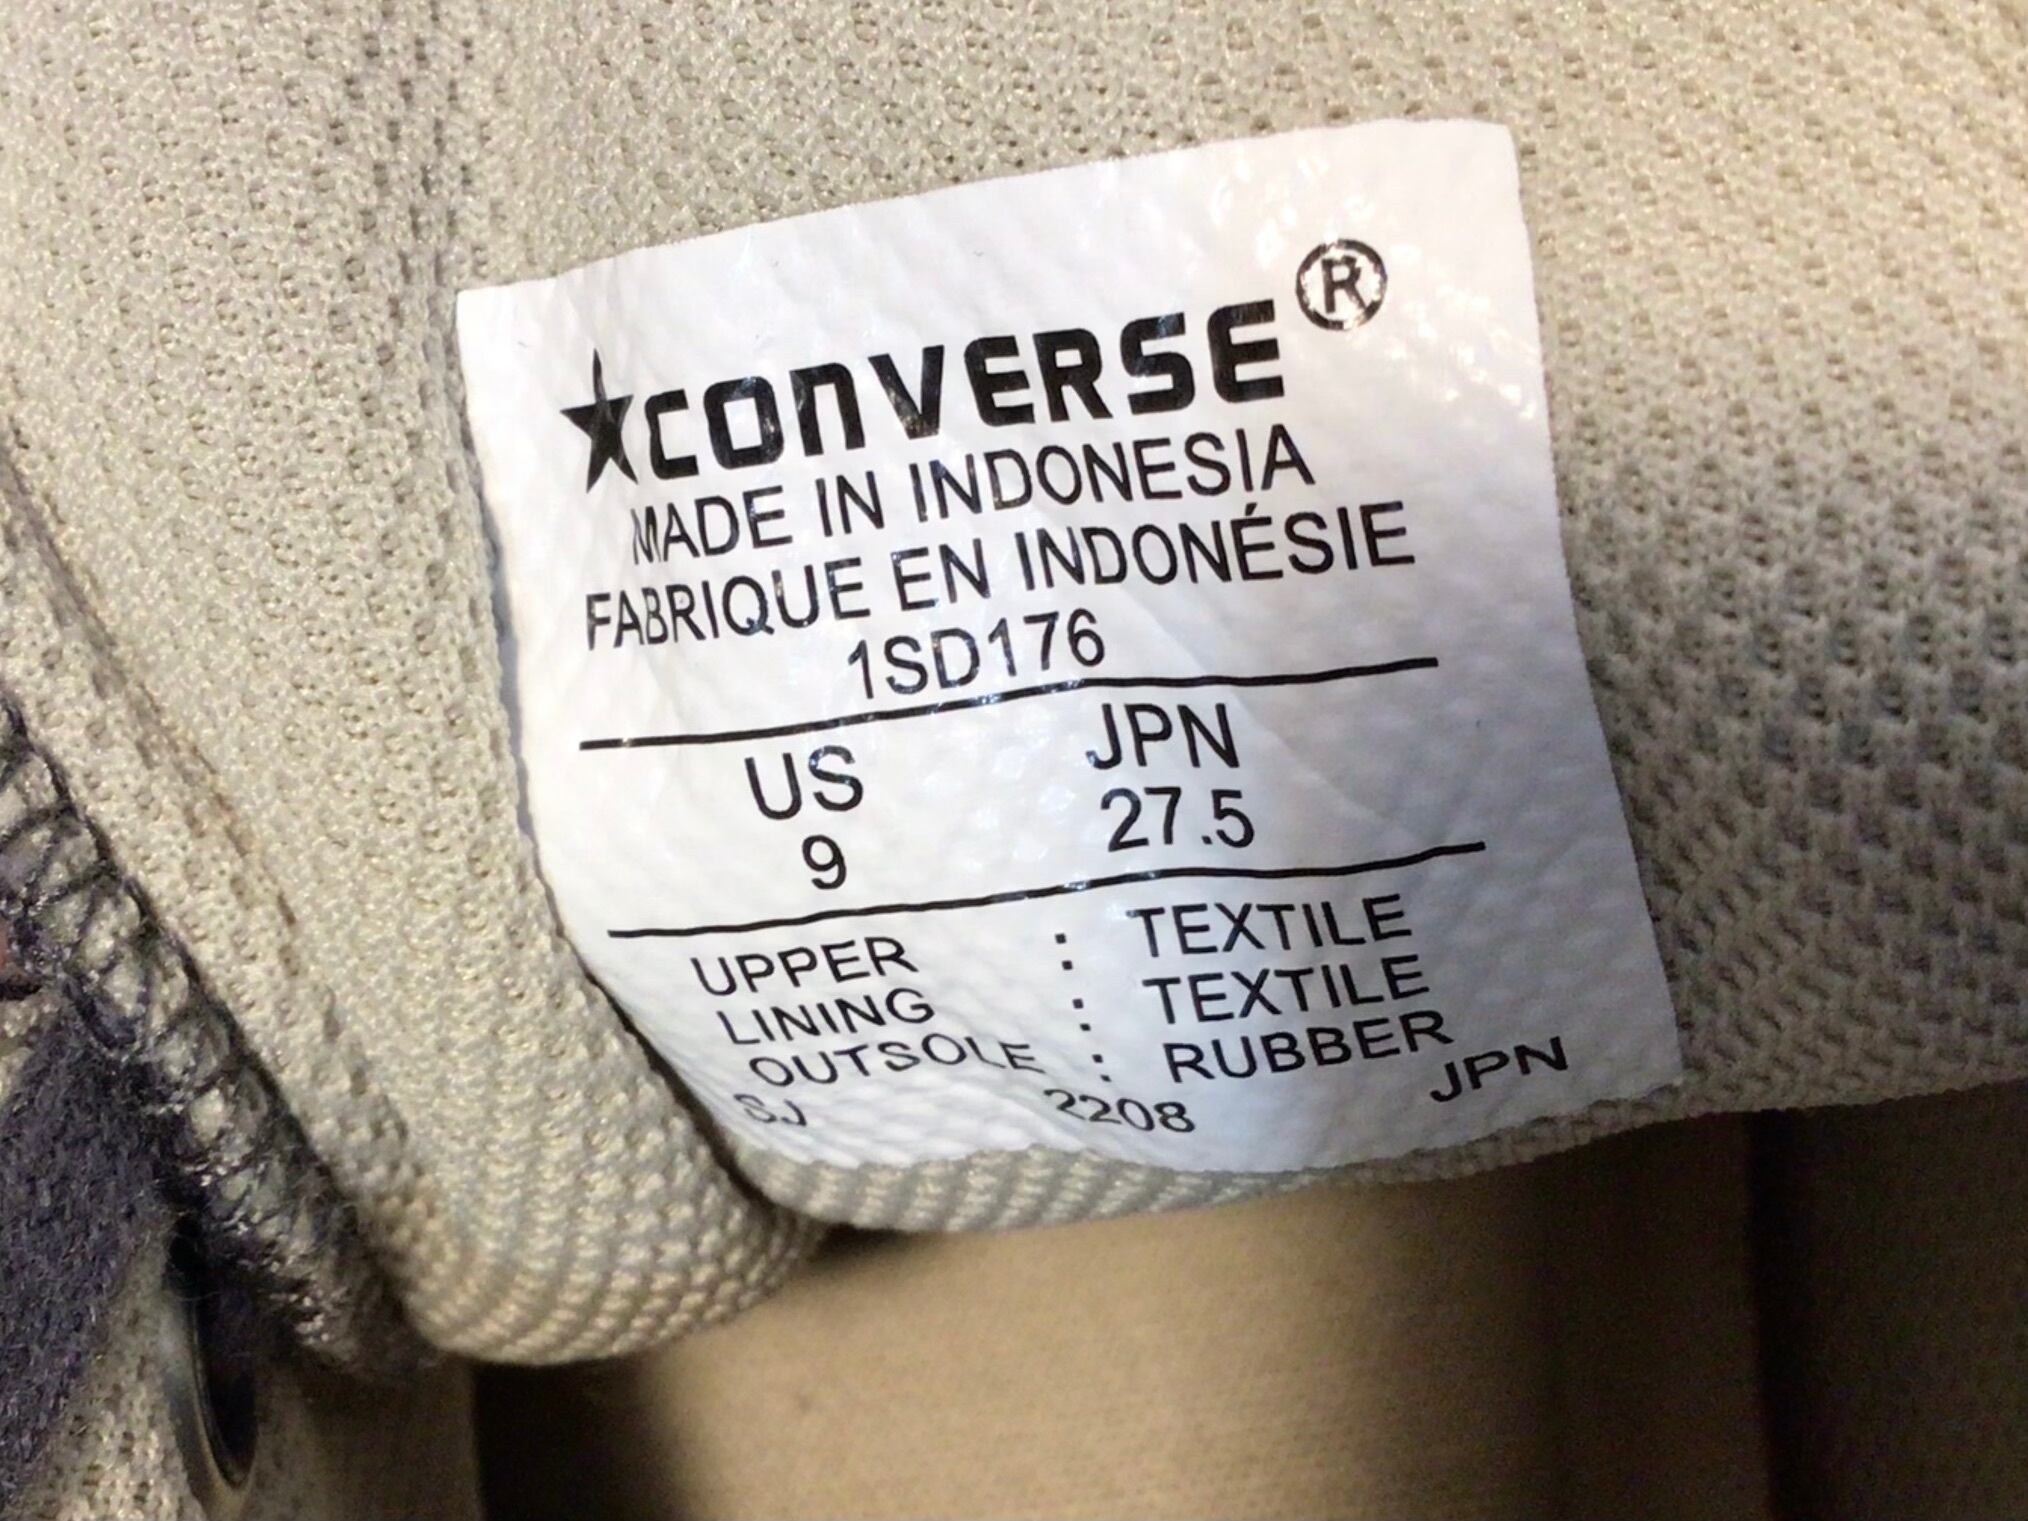 ★CONVERSE®
MADE IN INDONESIA
FABRIQUE EN INDONÉSIE
1SD176
US JPN
9 27.5
UPPER : TEXTILE
LINING : TEXTILE
OUTSOLE : RUBBER
SJ 2208 JPN